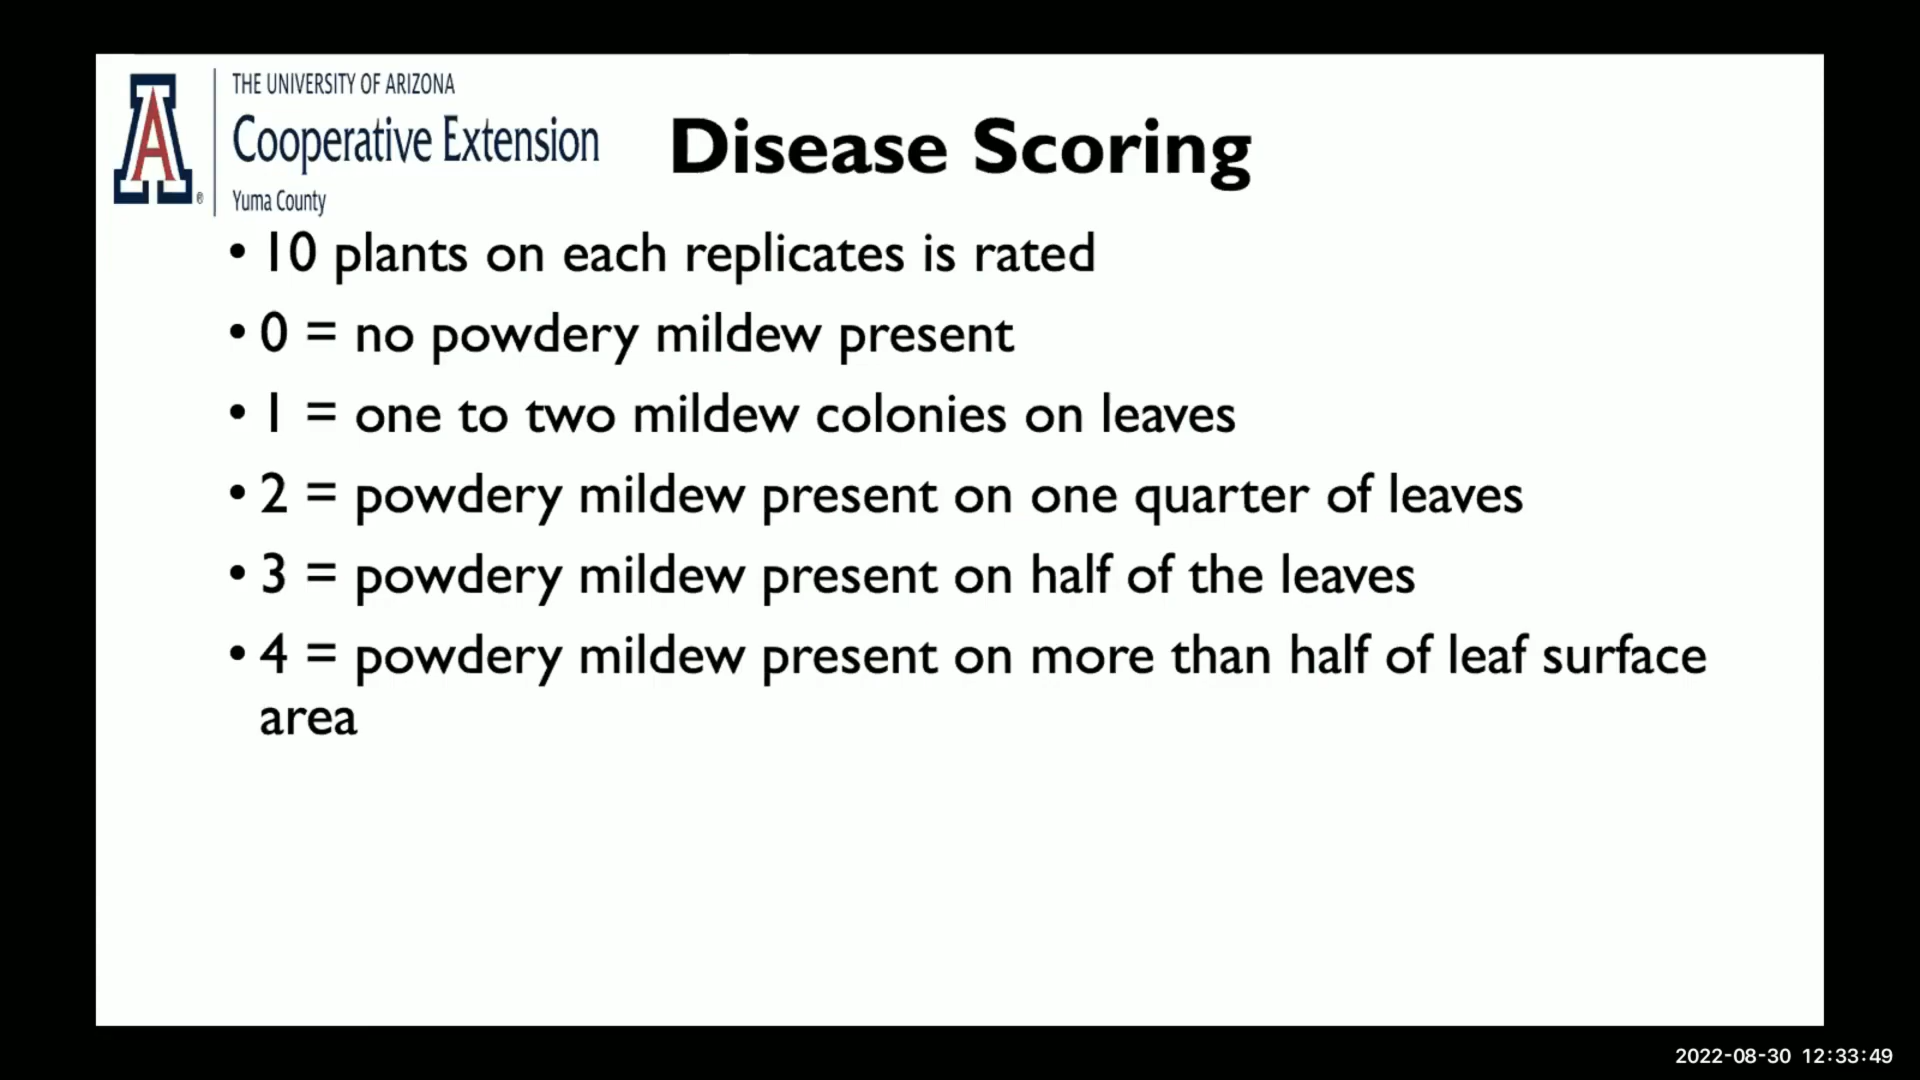 THE UNIVERSITY OF ARIZONA
Cooperative Extension
Yuma County
A
®
Disease Scoring
• 10 plants on each replicates is rated
• 0 = no powdery mildew present
• 1 = one to two mildew colonies on leaves
• 2 = powdery mildew present on one quarter of leaves
• 3 = powdery mildew present on half of the leaves
• 4 = powdery mildew present on more than half of leaf surface
area
2022-08-30 12:33:49